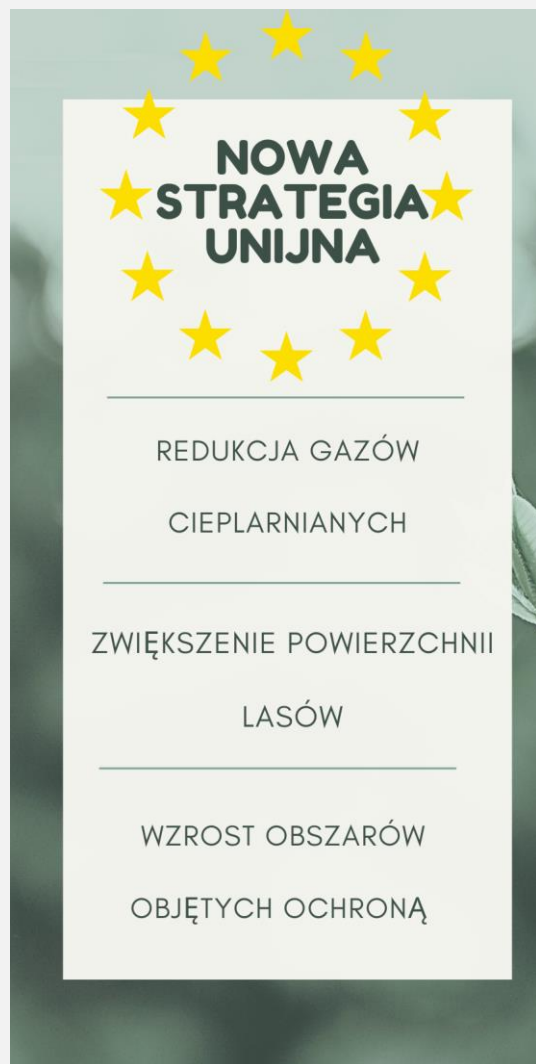 NOWA
STRATEGIA
UNIJNA
REDUKCJA GAZÓW
CIEPLARNIANYCH
ZWIĘKSZENIE POWIERZCHNII
LASÓW
WZROST OBSZARÓW
OBJĘTYCH OCHRONĄ